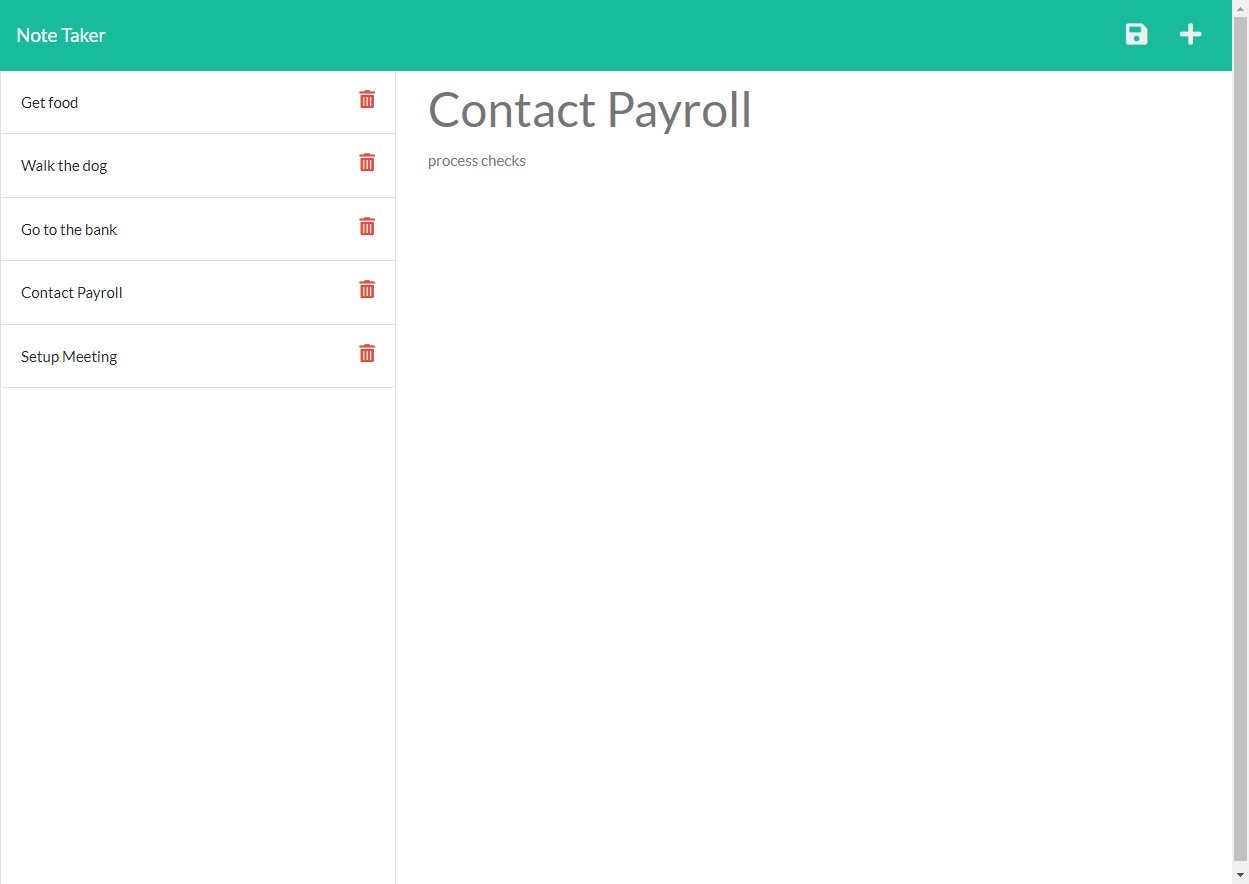 Note Taker
Get food
Walk the dog
Go to the bank
Contact Payroll
Setup Meeting
Contact Payroll
process checks